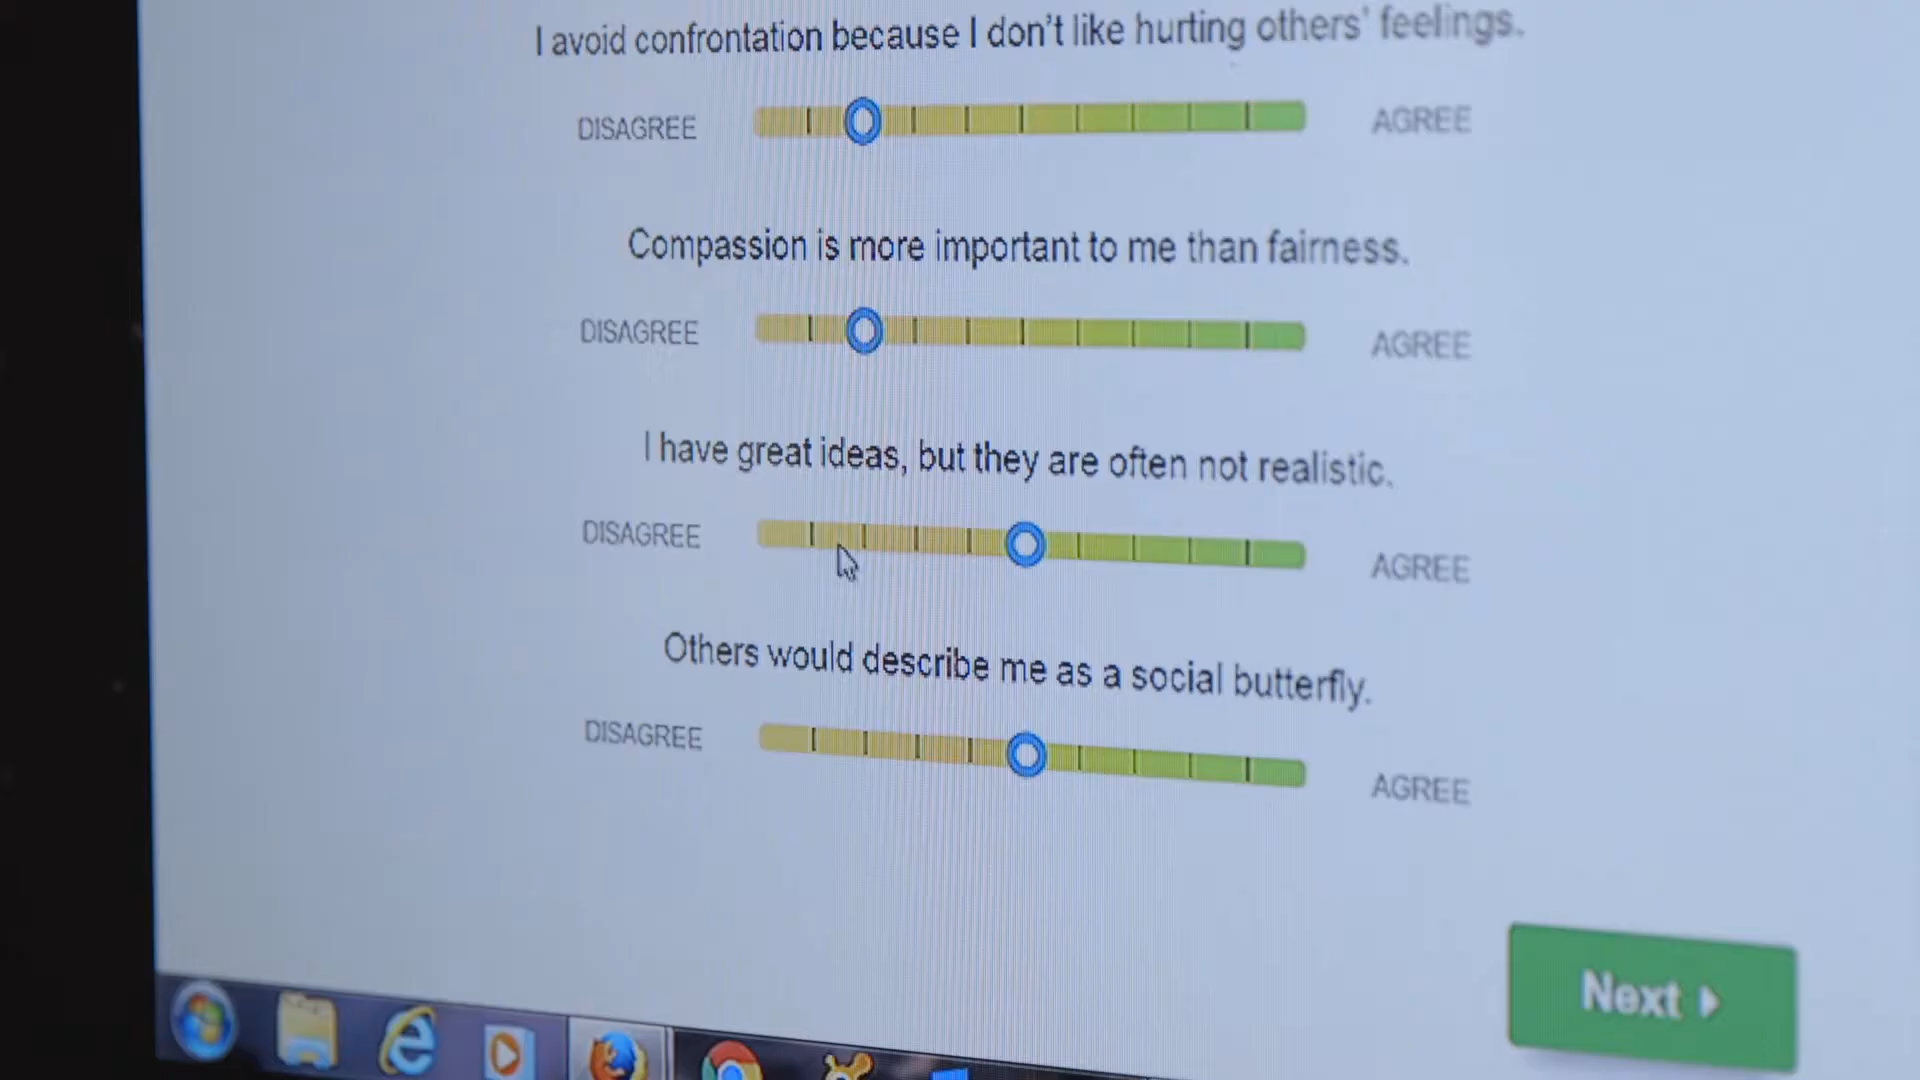 I avoid confrontation because I don't like hurting others' feelings.
DISAGREE AGREE
Compassion is more important to me than fairness.
DISAGREE AGREE
I have great ideas, but they are often not realistic.
DISAGREE AGREE
Others would describe me as a social butterfly.
DISAGREE AGREE
Next